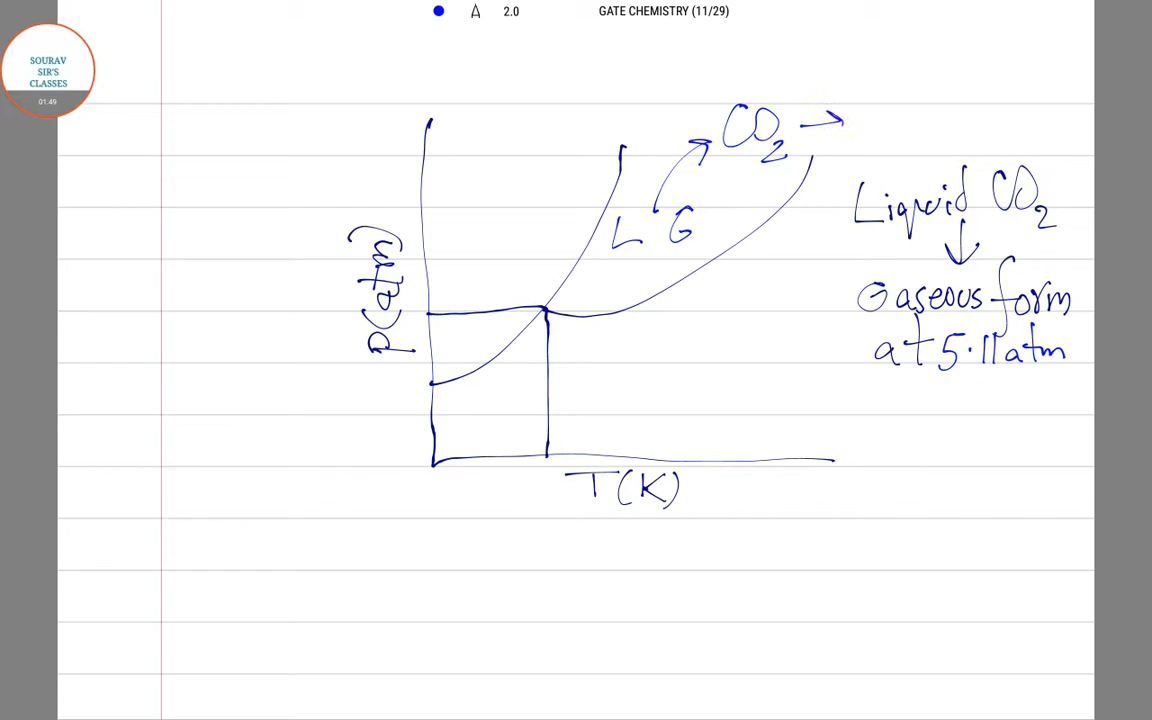 A 2.0 GATE CHEMISTRY (11/29)
SOURAV
SIR'S
CLASSES
01:49
CO2 →
L G
Liquid CO2
↓
Gaseous form
at 5.11 atm
P(atm)
T(K)